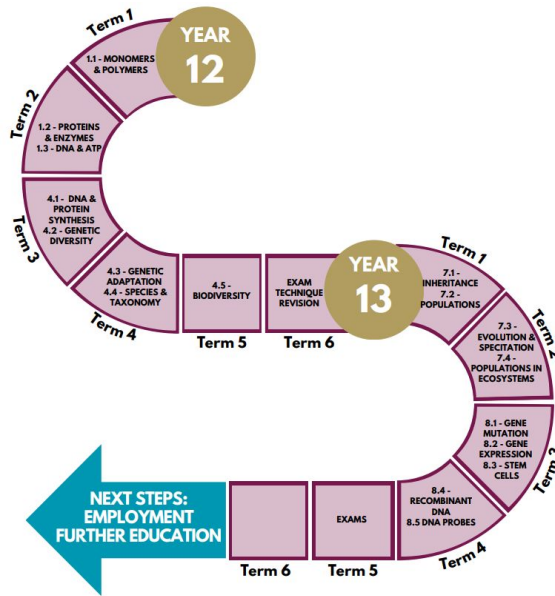 Term 1
YEAR
12
1.1 - MONOMERS
& POLYMERS
Term 2
1.2 - PROTEINS
& ENZYMES
1.3 - DNA & ATP
Term 3
4.1 - DNA &
PROTEIN
SYNTHESIS
4.2 - GENETIC
DIVERSITY
4.3 - GENETIC
ADAPTATION
4.4 - SPECIES &
TAXONOMY
Term 4
4.5 -
BIODIVERSITY
Term 5
EXAM
TECHNIQUE
REVISION
Term 6
YEAR
13
Term 1
7.1 -
INHERITANCE
7.2 -
POPULATIONS
Term 2
7.3 -
EVOLUTION &
SPECITATION
7.4 -
POPULATIONS IN
ECOSYSTEMS
8.1 - GENE
MUTATION
8.2 - GENE
EXPRESSION
8.3 - STEM
CELLS
Term 3
8.4 -
RECOMBINANT
DNA
8.5 DNA PROBES
Term 4
EXAMS
Term 5
Term 6
NEXT STEPS:
EMPLOYMENT
FURTHER EDUCATION